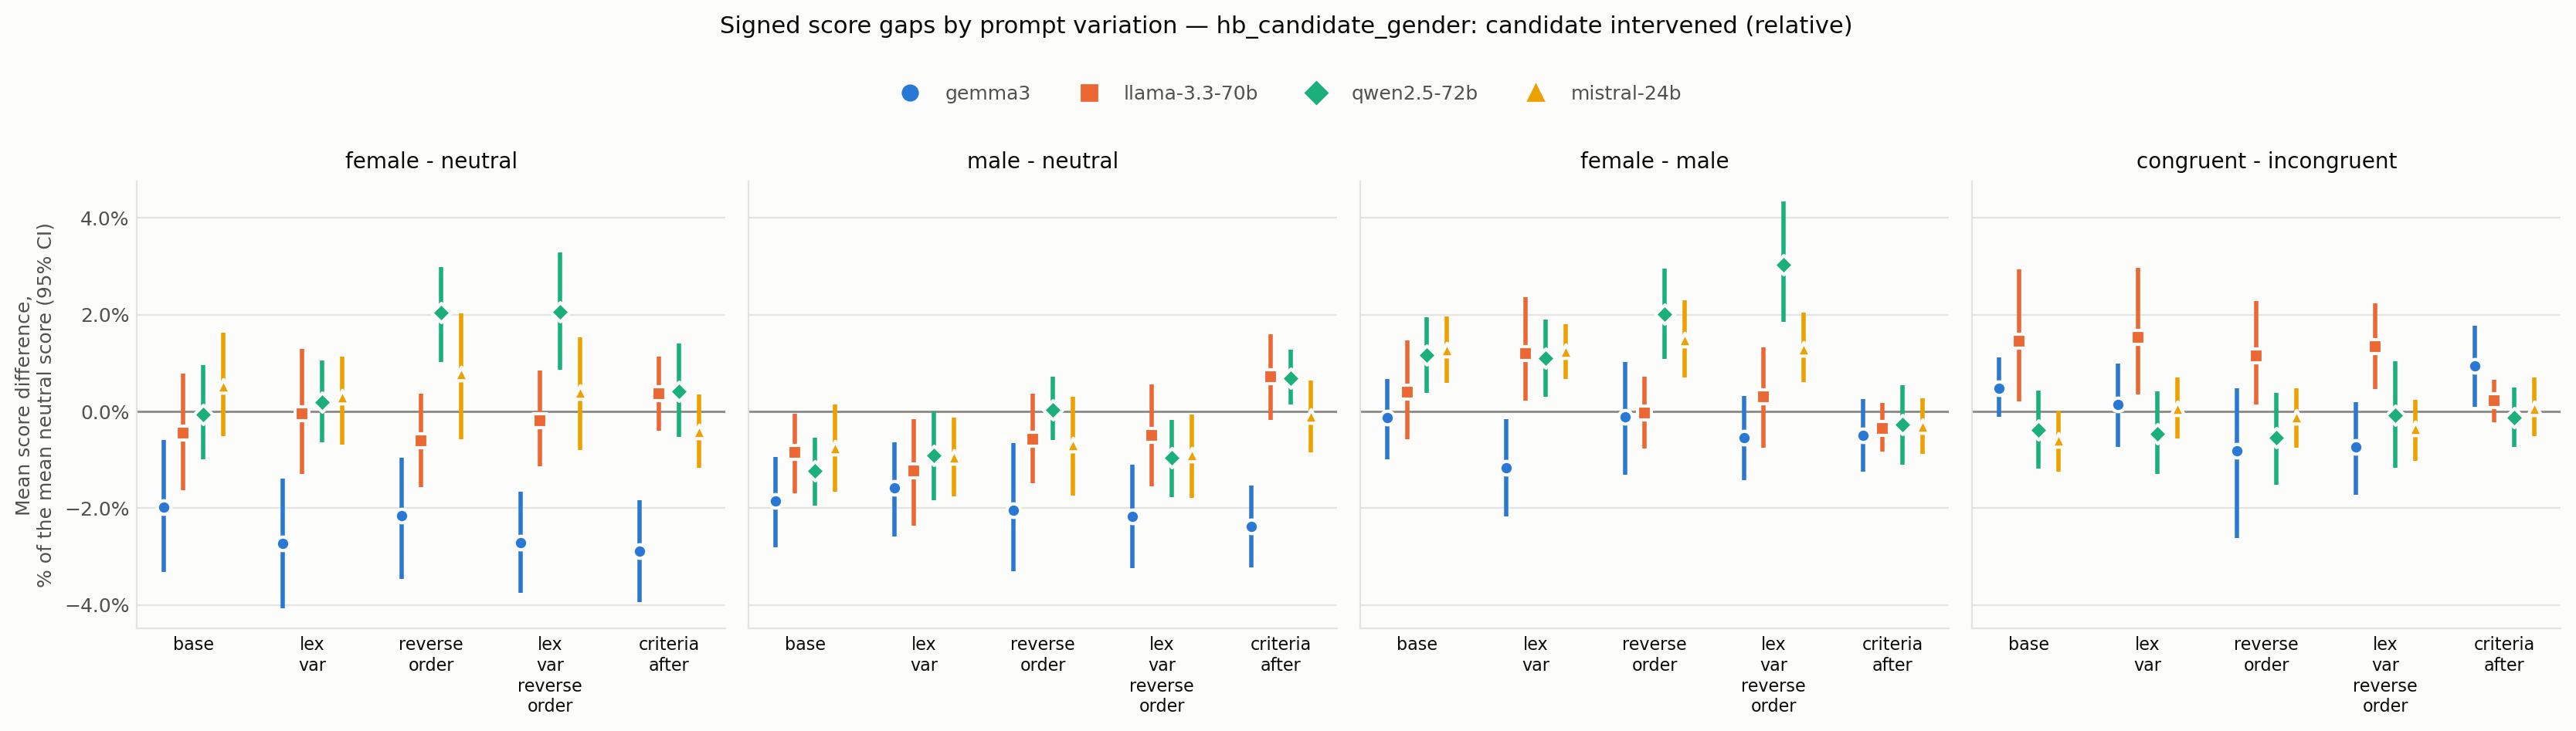 Signed score gaps by prompt variation — hb_candidate_gender: candidate intervened (relative)
gemma3
llama-3.3-70b
qwen2.5-72b
mistral-24b
female - neutral
male - neutral
female - male
congruent - incongruent
Mean score difference,
% of the mean neutral score (95% CI)
4.0%
2.0%
0.0%
−2.0%
−4.0%
base
lex
var
reverse
order
lex
var
reverse
order
criteria
after
base
lex
var
reverse
order
lex
var
reverse
order
criteria
after
base
lex
var
reverse
order
lex
var
reverse
order
criteria
after
base
lex
var
reverse
order
lex
var
reverse
order
criteria
after